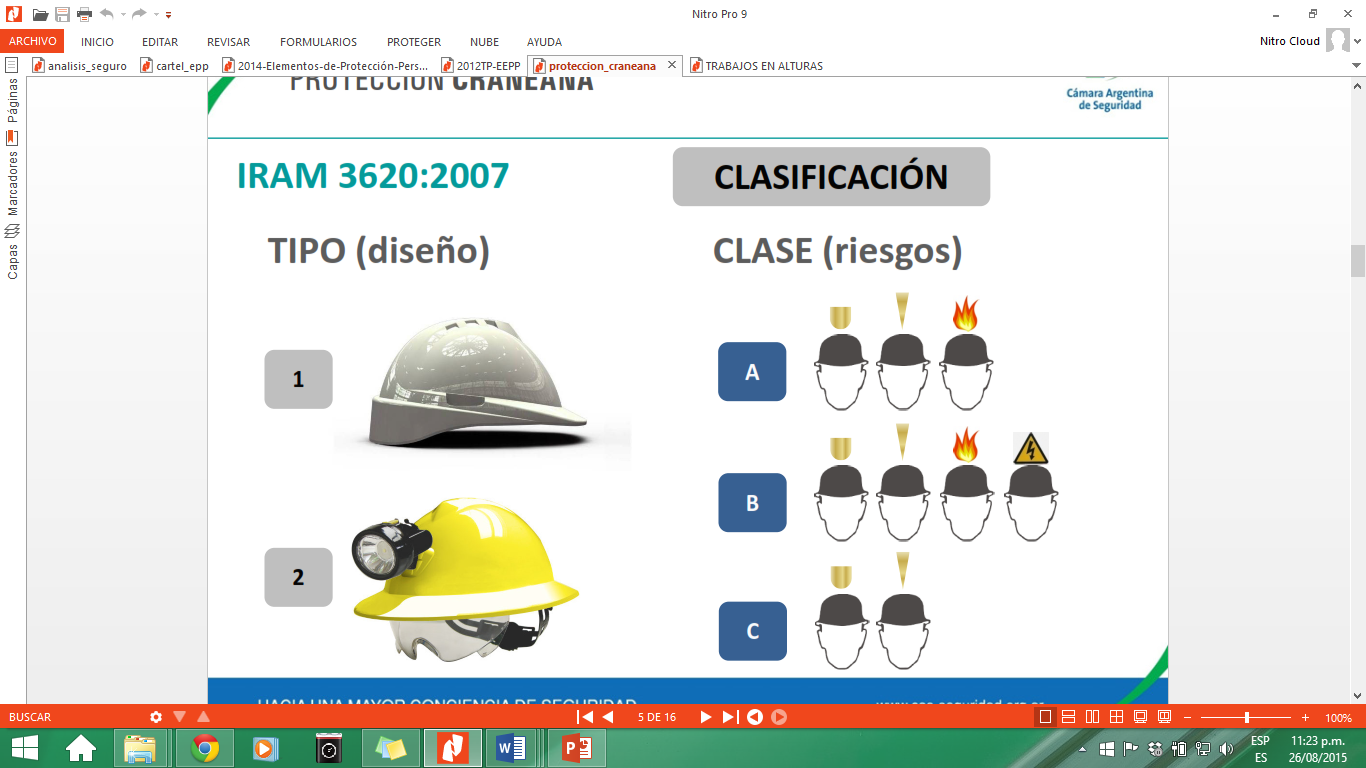 Nitro Pro 9
ARCHIVO INICIO EDITAR REVISAR FORMULARIOS PROTEGER NUBE AYUDA
Nitro Cloud
analisis_seguro cartel_epp 2014-Elementos-de-Protección-Pers... 2012TP-EEPP proteccion_craneana TRABAJOS EN ALTURAS
Páginas
Marcadores
Capas
PROTECCIÓN CRANEANA
Cámara Argentina
de Seguridad
IRAM 3620:2007
CLASIFICACIÓN
TIPO (diseño)
CLASE (riesgos)
1
2
A
B
C
HACIA UNA MAYOR CONCIENCIA DE SEGURIDAD
BUSCAR
5 DE 16
100%
ESP
ES
11:23 p.m.
26/08/2015